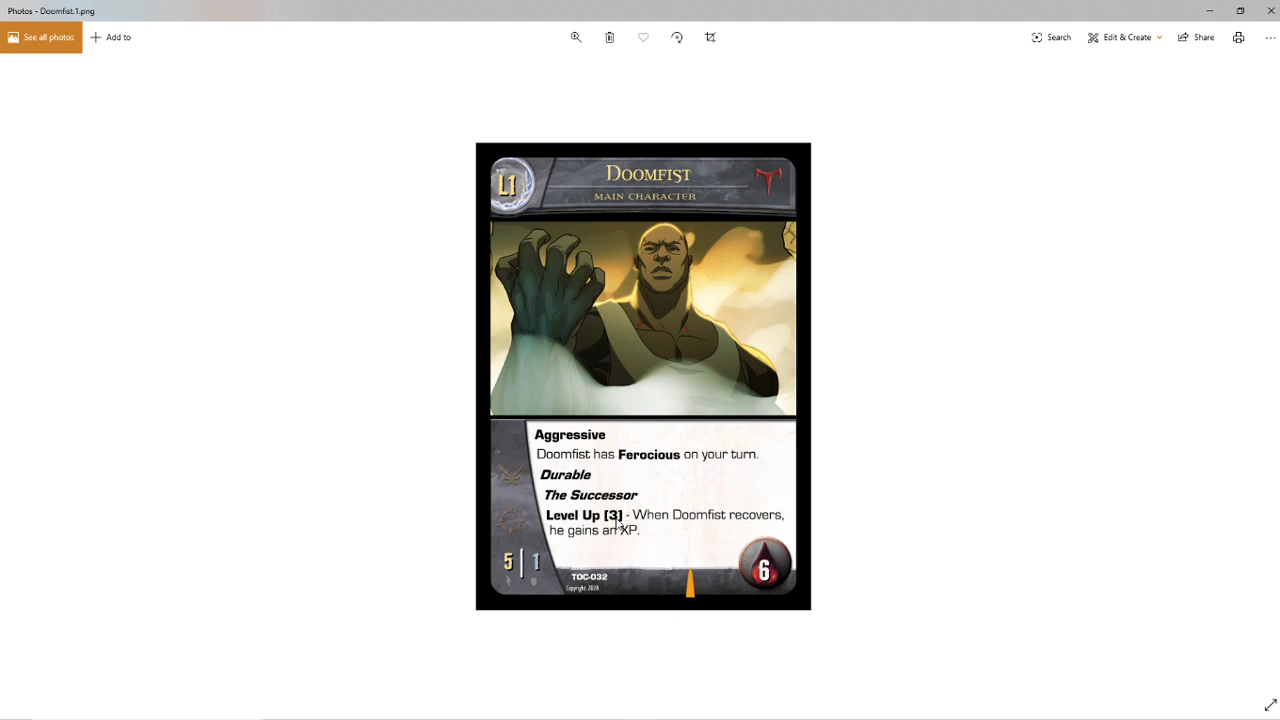 Photos - Doomfist.1.png
See all photos
Add to
Search
Edit & Create
Share
L1
DOOMFIST
MAIN CHARACTER
Aggressive
Doomfist has Ferocious on your turn.
Durable
The Successor
Level Up [3] - When Doomfist recovers,
he gains an XP.
5 | 1
6
TOC-032
Copyright 2020